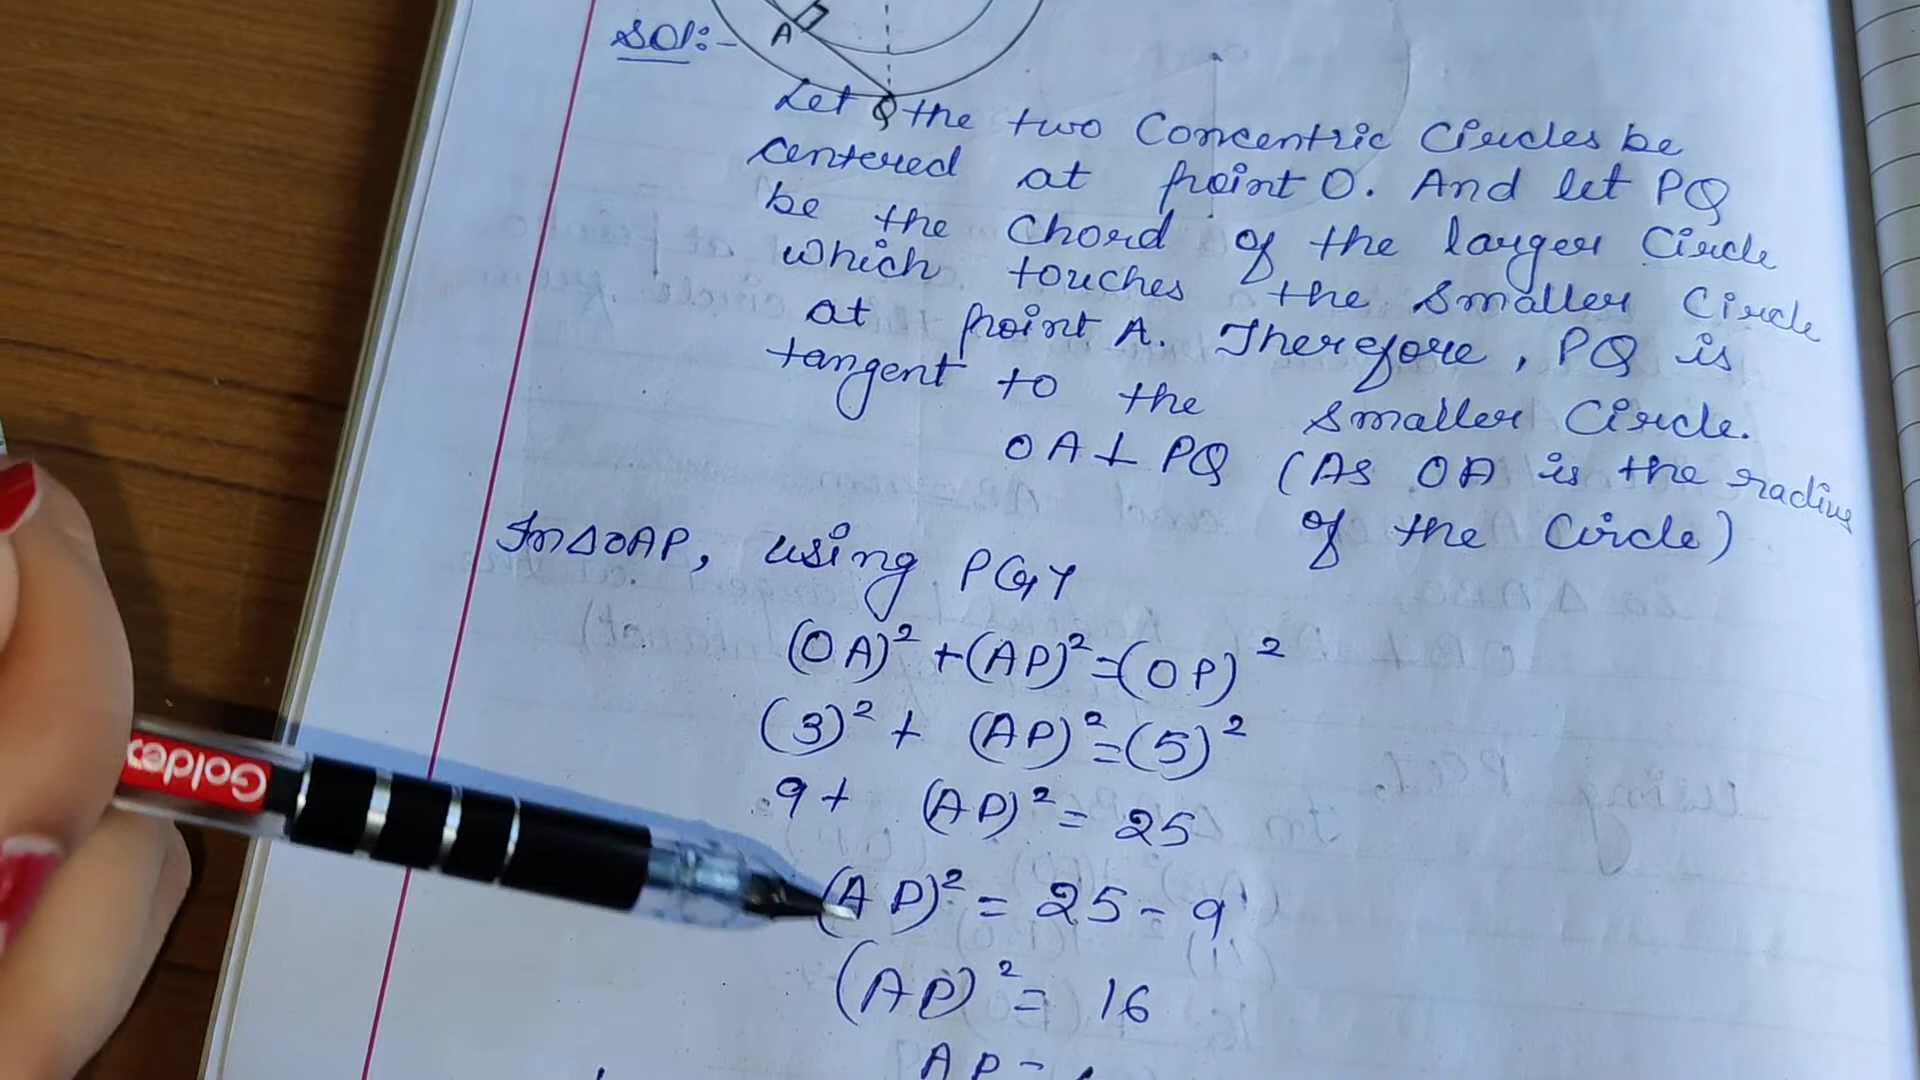 Sol:-
A
Q
Let the two Concentric Circles be
centered at point O. And let PQ
be the Chord of the larger Circle
which touches the smaller Circle
at point A. Therefore, PQ is
tangent to the smaller Circle.
OA ⊥ PQ (As OA is the radius
of the Circle)
In Δ OAP, using PGY
(OA)² + (AP)² = (OP)²
(3)² + (AP)² = (5)²
9 + (AP)² = 25
(AP)² = 25 - 9
(AP)² = 16
AP =
Goldex